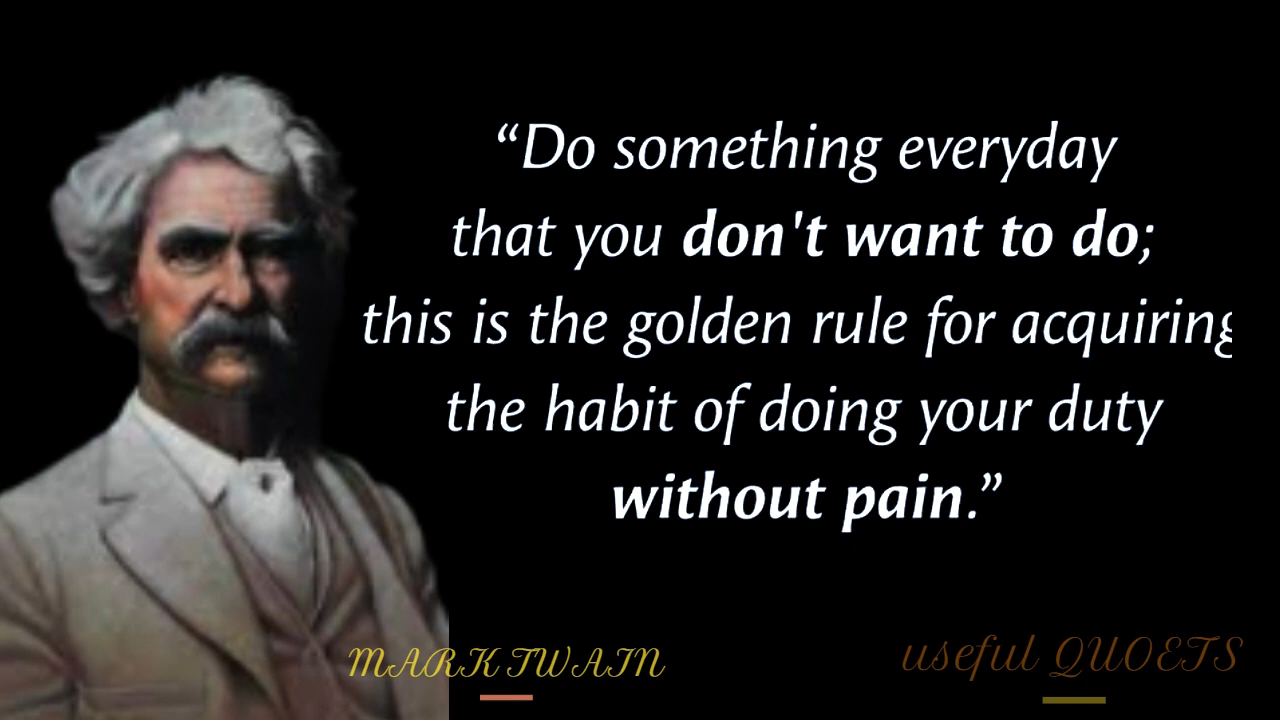 “Do something everyday
that you don't want to do;
this is the golden rule for acquiring
the habit of doing your duty
without pain.”
MARK TWAIN
useful QUOETS